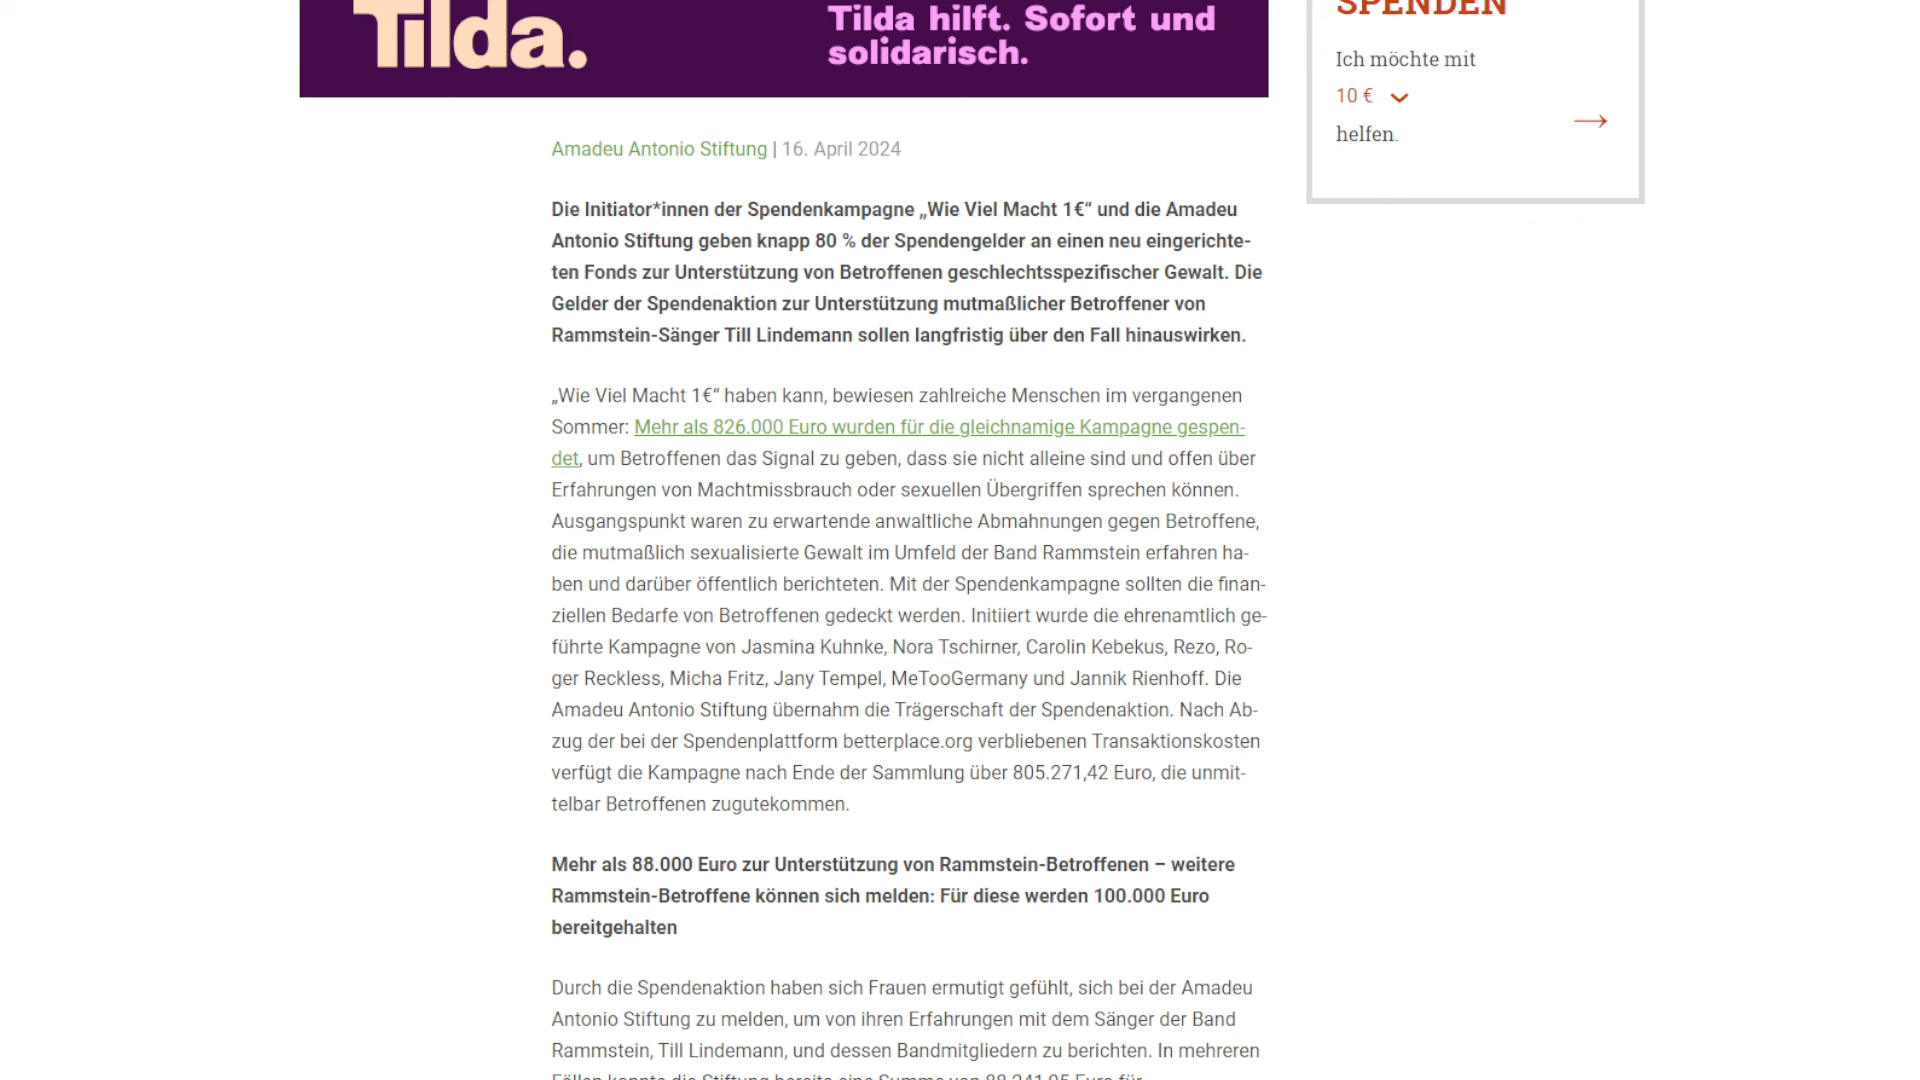 Tilda.
Tilda hilft. Sofort und
solidarisch.
SPENDEN
Ich möchte mit
10 €
helfen.
Amadeu Antonio Stiftung | 16. April 2024
Die Initiator*innen der Spendenkampagne „Wie Viel Macht 1€“ und die Amadeu
Antonio Stiftung geben knapp 80 % der Spendengelder an einen neu eingerichte-
ten Fonds zur Unterstützung von Betroffenen geschlechtsspezifischer Gewalt. Die
Gelder der Spendenaktion zur Unterstützung mutmaßlicher Betroffener von
Rammstein-Sänger Till Lindemann sollen langfristig über den Fall hinauswirken.
„Wie Viel Macht 1€“ haben kann, bewiesen zahlreiche Menschen im vergangenen
Sommer: Mehr als 826.000 Euro wurden für die gleichnamige Kampagne gespen-
det, um Betroffenen das Signal zu geben, dass sie nicht alleine sind und offen über
Erfahrungen von Machtmissbrauch oder sexuellen Übergriffen sprechen können.
Ausgangspunkt waren zu erwartende anwaltliche Abmahnungen gegen Betroffene,
die mutmaßlich sexualisierte Gewalt im Umfeld der Band Rammstein erfahren ha-
ben und darüber öffentlich berichteten. Mit der Spendenkampagne sollten die finan-
ziellen Bedarfe von Betroffenen gedeckt werden. Initiiert wurde die ehrenamtlich ge-
führte Kampagne von Jasmina Kuhnke, Nora Tschirner, Carolin Kebekus, Rezo, Ro-
ger Reckless, Micha Fritz, Jany Tempel, MeTooGermany und Jannik Rienhoff. Die
Amadeu Antonio Stiftung übernahm die Trägerschaft der Spendenaktion. Nach Ab-
zug der bei der Spendenplattform betterplace.org verbliebenen Transaktionskosten
verfügt die Kampagne nach Ende der Sammlung über 805.271,42 Euro, die unmit-
telbar Betroffenen zugutekommen.
Mehr als 88.000 Euro zur Unterstützung von Rammstein-Betroffenen – weitere
Rammstein-Betroffene können sich melden: Für diese werden 100.000 Euro
bereitgehalten
Durch die Spendenaktion haben sich Frauen ermutigt gefühlt, sich bei der Amadeu
Antonio Stiftung zu melden, um von ihren Erfahrungen mit dem Sänger der Band
Rammstein, Till Lindemann, und dessen Bandmitgliedern zu berichten. In mehreren
Fällen konnte die Stiftung bereits eine Summe von 88.241,95 Euro für